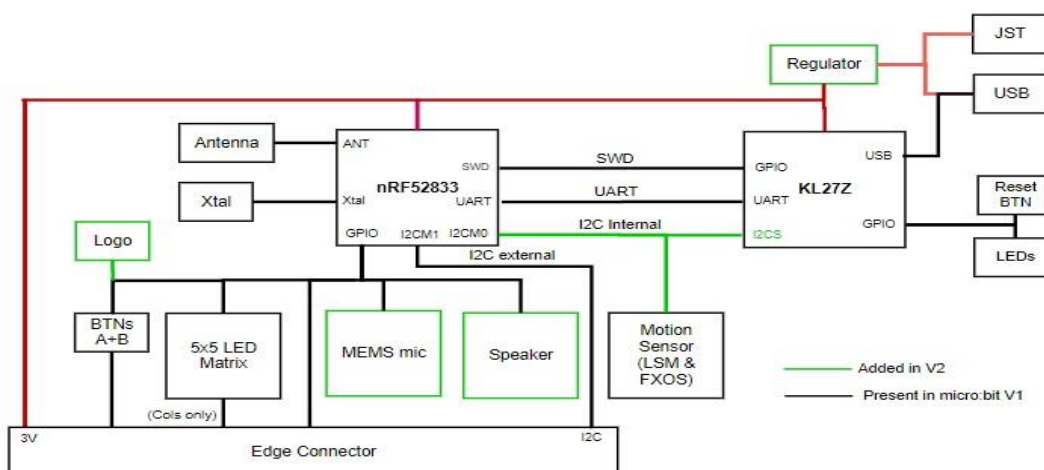 JST
Regulator
USB
Antenna
ANT
nRF52833
SWD
SWD
GPIO
USB
KL27Z
Xtal
Xtal
UART
UART
UART
Reset
BTN
GPIO
I2CM1
I2CM0
I2C Internal
I2CS
GPIO
Logo
I2C external
LEDs
BTNs
A+B
5x5 LED
Matrix
MEMS mic
Speaker
Motion
Sensor
(LSM &
FXOS)
Added in V2
Present in micro:bit V1
(Cols only)
3V
Edge Connector
I2C